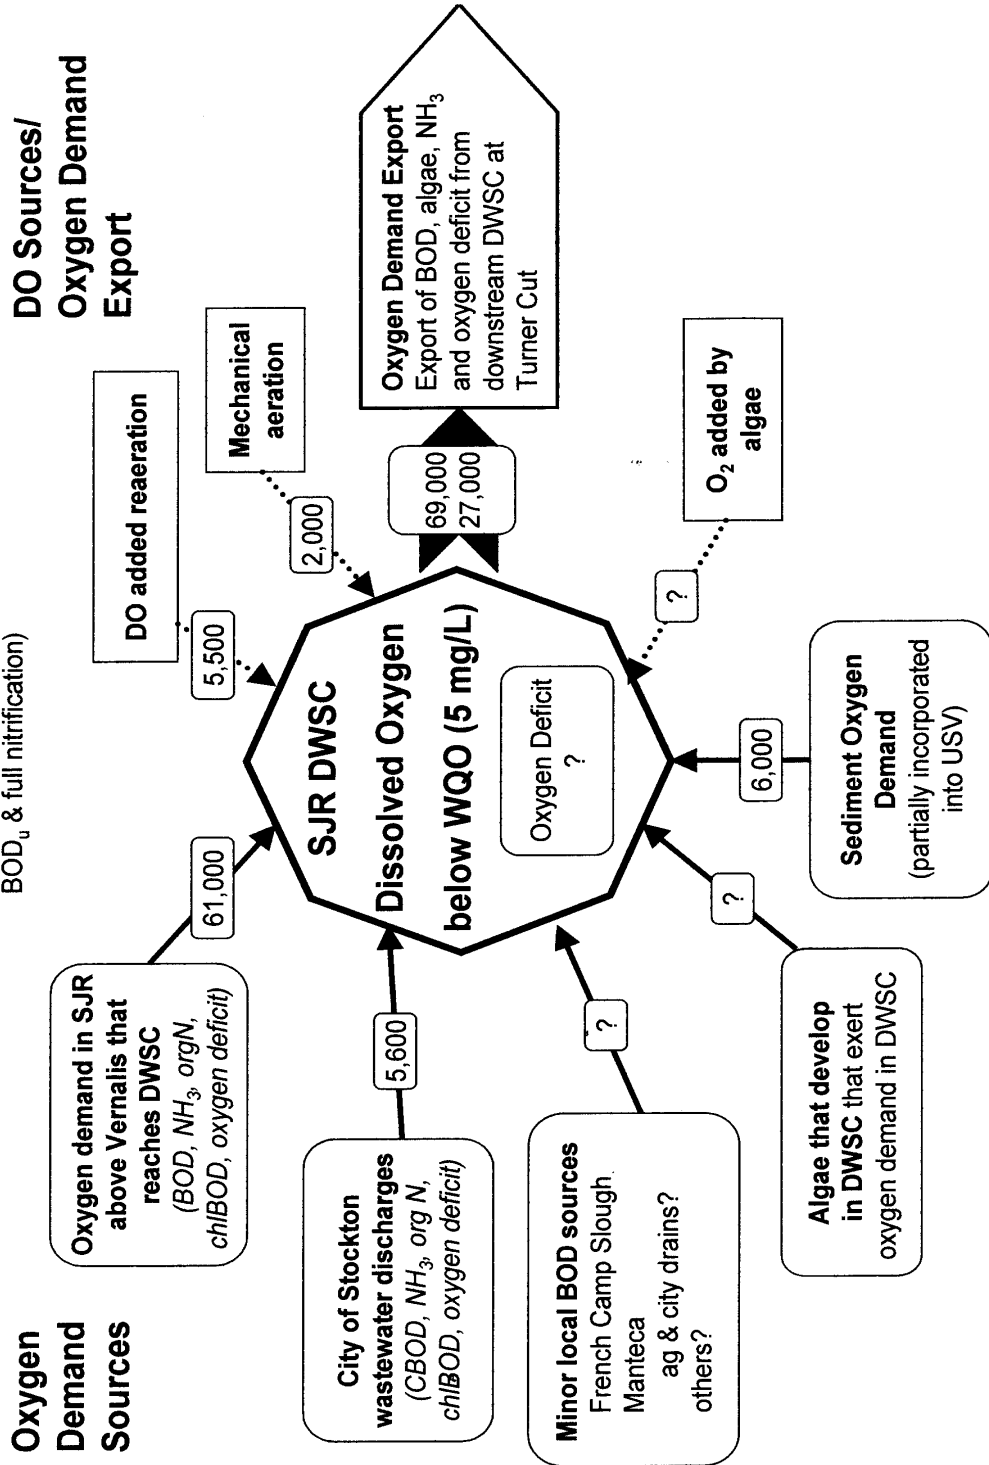 BODu & full nitrification)
Oxygen
Demand
Sources
DO Sources/
Oxygen Demand
Export
Oxygen demand in SJR
above Vernalis that
reaches DWSC
(BOD, NH3, orgN,
chlBOD, oxygen deficit)
61,000
City of Stockton
wastewater discharges
(CBOD, NH3, org N,
chlBOD, oxygen deficit)
5,600
Minor local BOD sources
French Camp Slough
Manteca
ag & city drains?
others?
?
Algae that develop
in DWSC that exert
oxygen demand in DWSC
?
Sediment Oxygen
Demand
(partially incorporated
into USV)
6,000
SJR DWSC
Dissolved Oxygen
below WQO (5 mg/L)
Oxygen Deficit
?
DO added reaeration
5,500
Mechanical
aeration
2,000
69,000
27,000
Oxygen Demand Export
Export of BOD, algae, NH3
and oxygen deficit from
downstream DWSC at
Turner Cut
O2 added by
algae
?